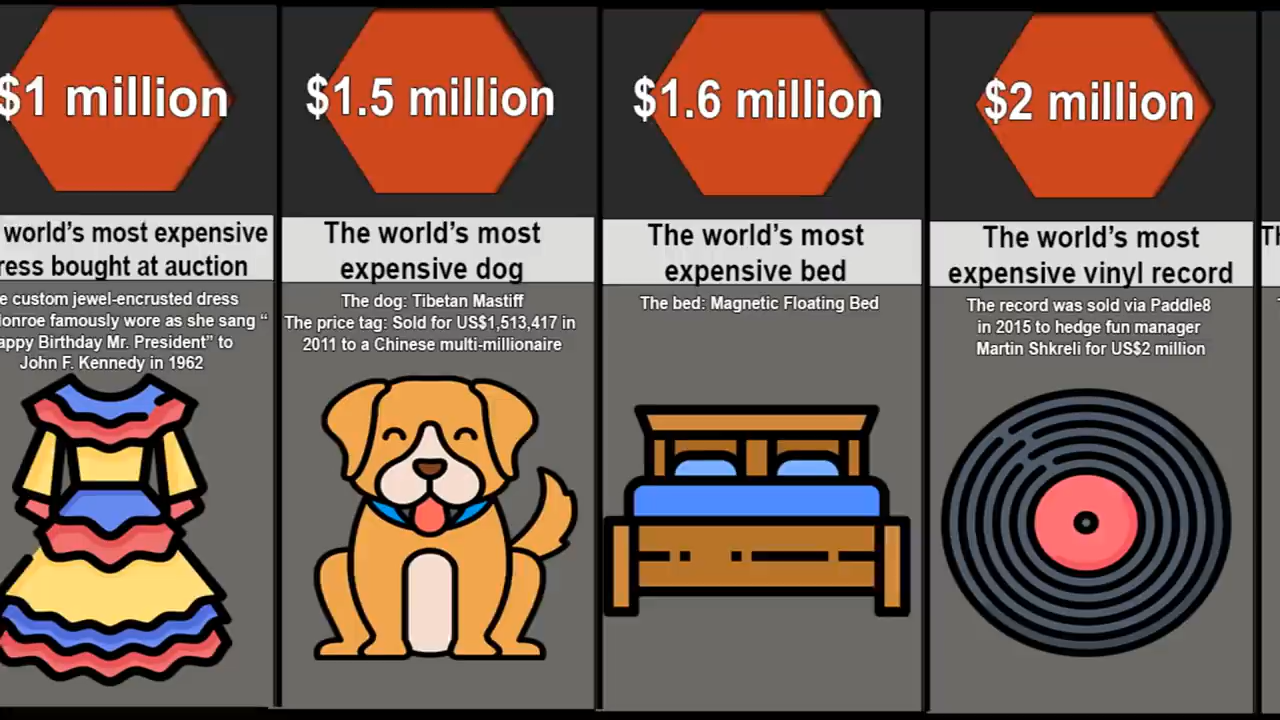 $1 million
world's most expensive
ress bought at auction
e custom jewel-encrusted dress
onroe famously wore as she sang “
appy Birthday Mr. President” to
John F. Kennedy in 1962
$1.5 million
The world’s most
expensive dog
The dog: Tibetan Mastiff
The price tag: Sold for US$1,513,417 in
2011 to a Chinese multi-millionaire
$1.6 million
The world’s most
expensive bed
The bed: Magnetic Floating Bed
$2 million
The world’s most
expensive vinyl record
The record was sold via Paddle8
in 2015 to hedge fun manager
Martin Shkreli for US$2 million